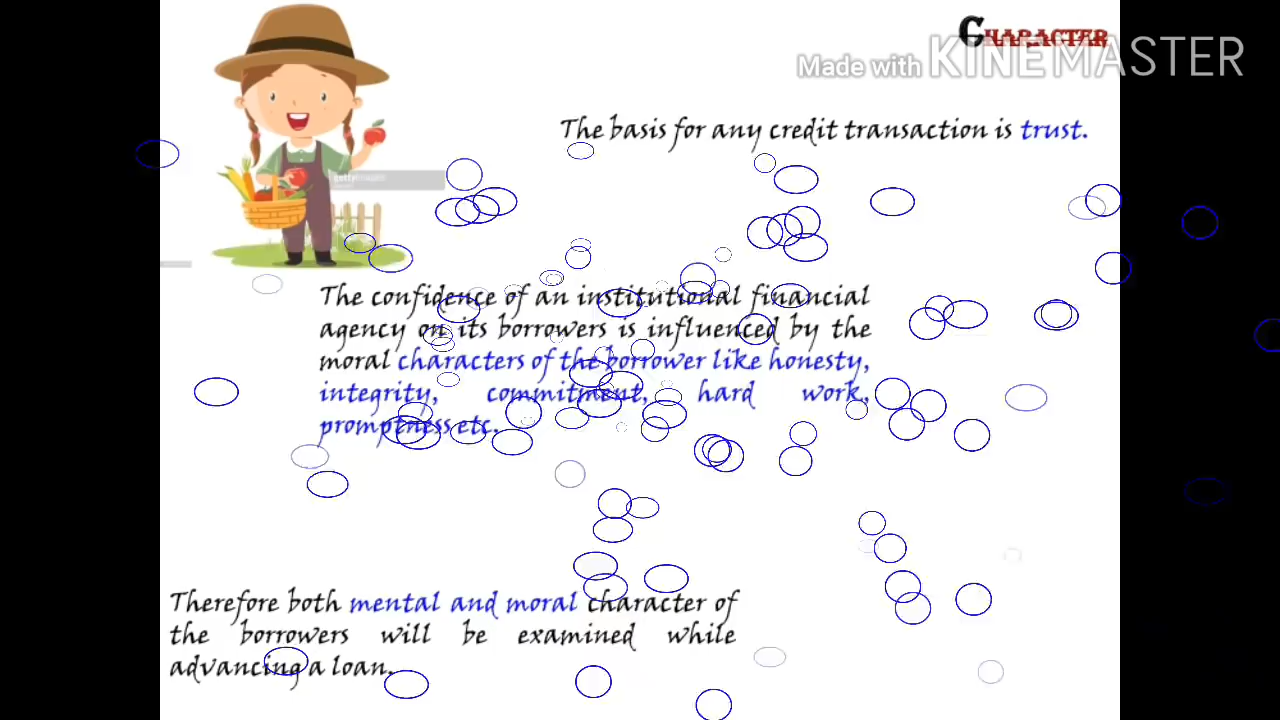 CHARACTER
Made with KINEMASTER
The basis for any credit transaction is trust.
gettyimages
The confidence of an institutional financial
agency on its borrowers is influenced by the
moral characters of the borrower like honesty,
integrity, commitment, hard work,
promptness etc.
Therefore both mental and moral character of
the borrowers will be examined while
advancing a loan.